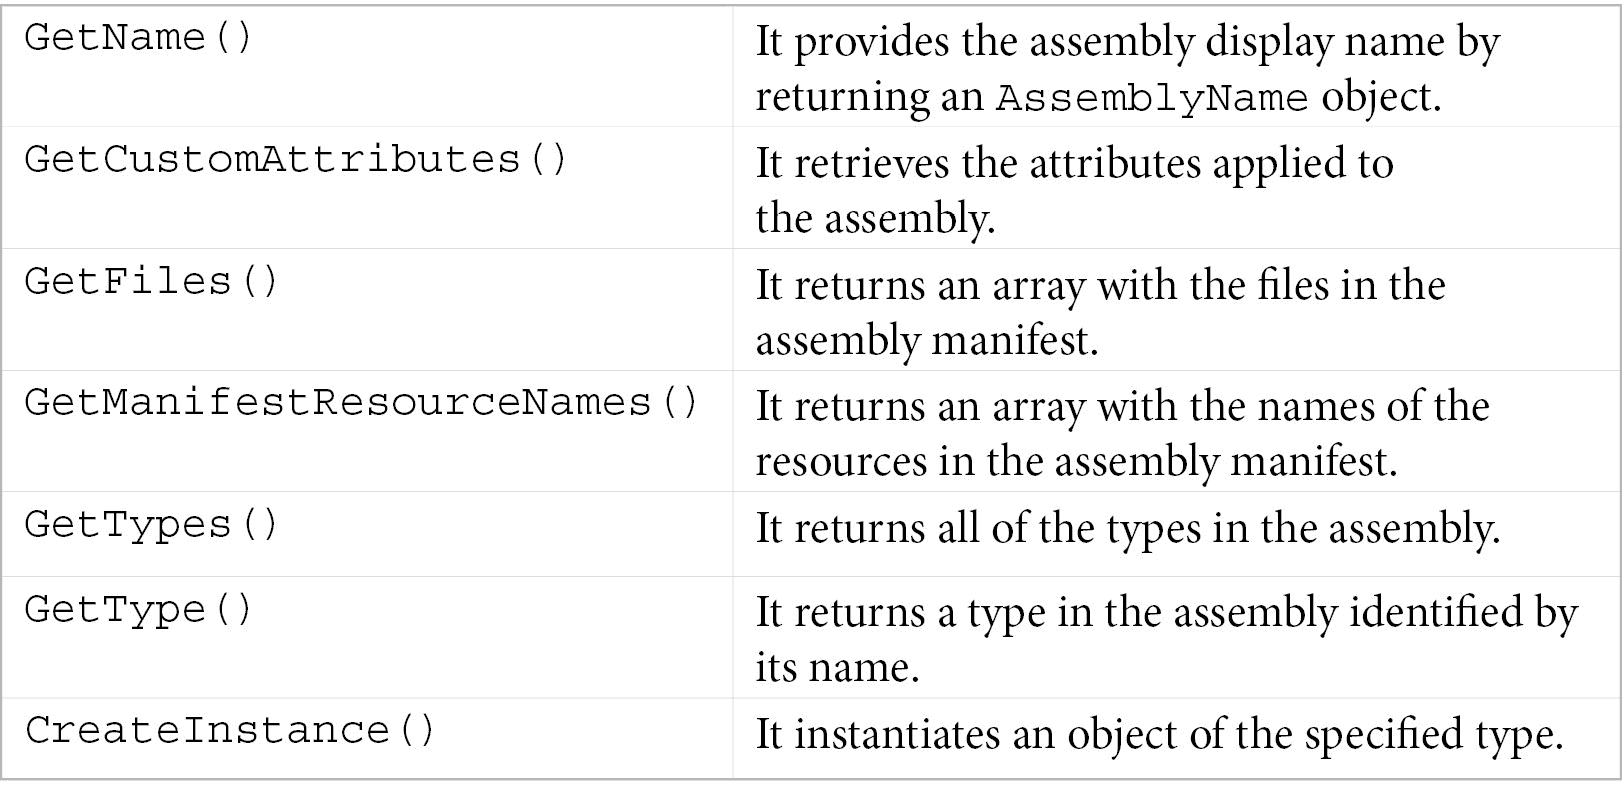 GetName()
It provides the assembly display name by
returning an AssemblyName object.
GetCustomAttributes()
It retrieves the attributes applied to
the assembly.
GetFiles()
It returns an array with the files in the
assembly manifest.
GetManifestResourceNames()
It returns an array with the names of the
resources in the assembly manifest.
GetTypes()
It returns all of the types in the assembly.
GetType()
It returns a type in the assembly identified by
its name.
CreateInstance()
It instantiates an object of the specified type.